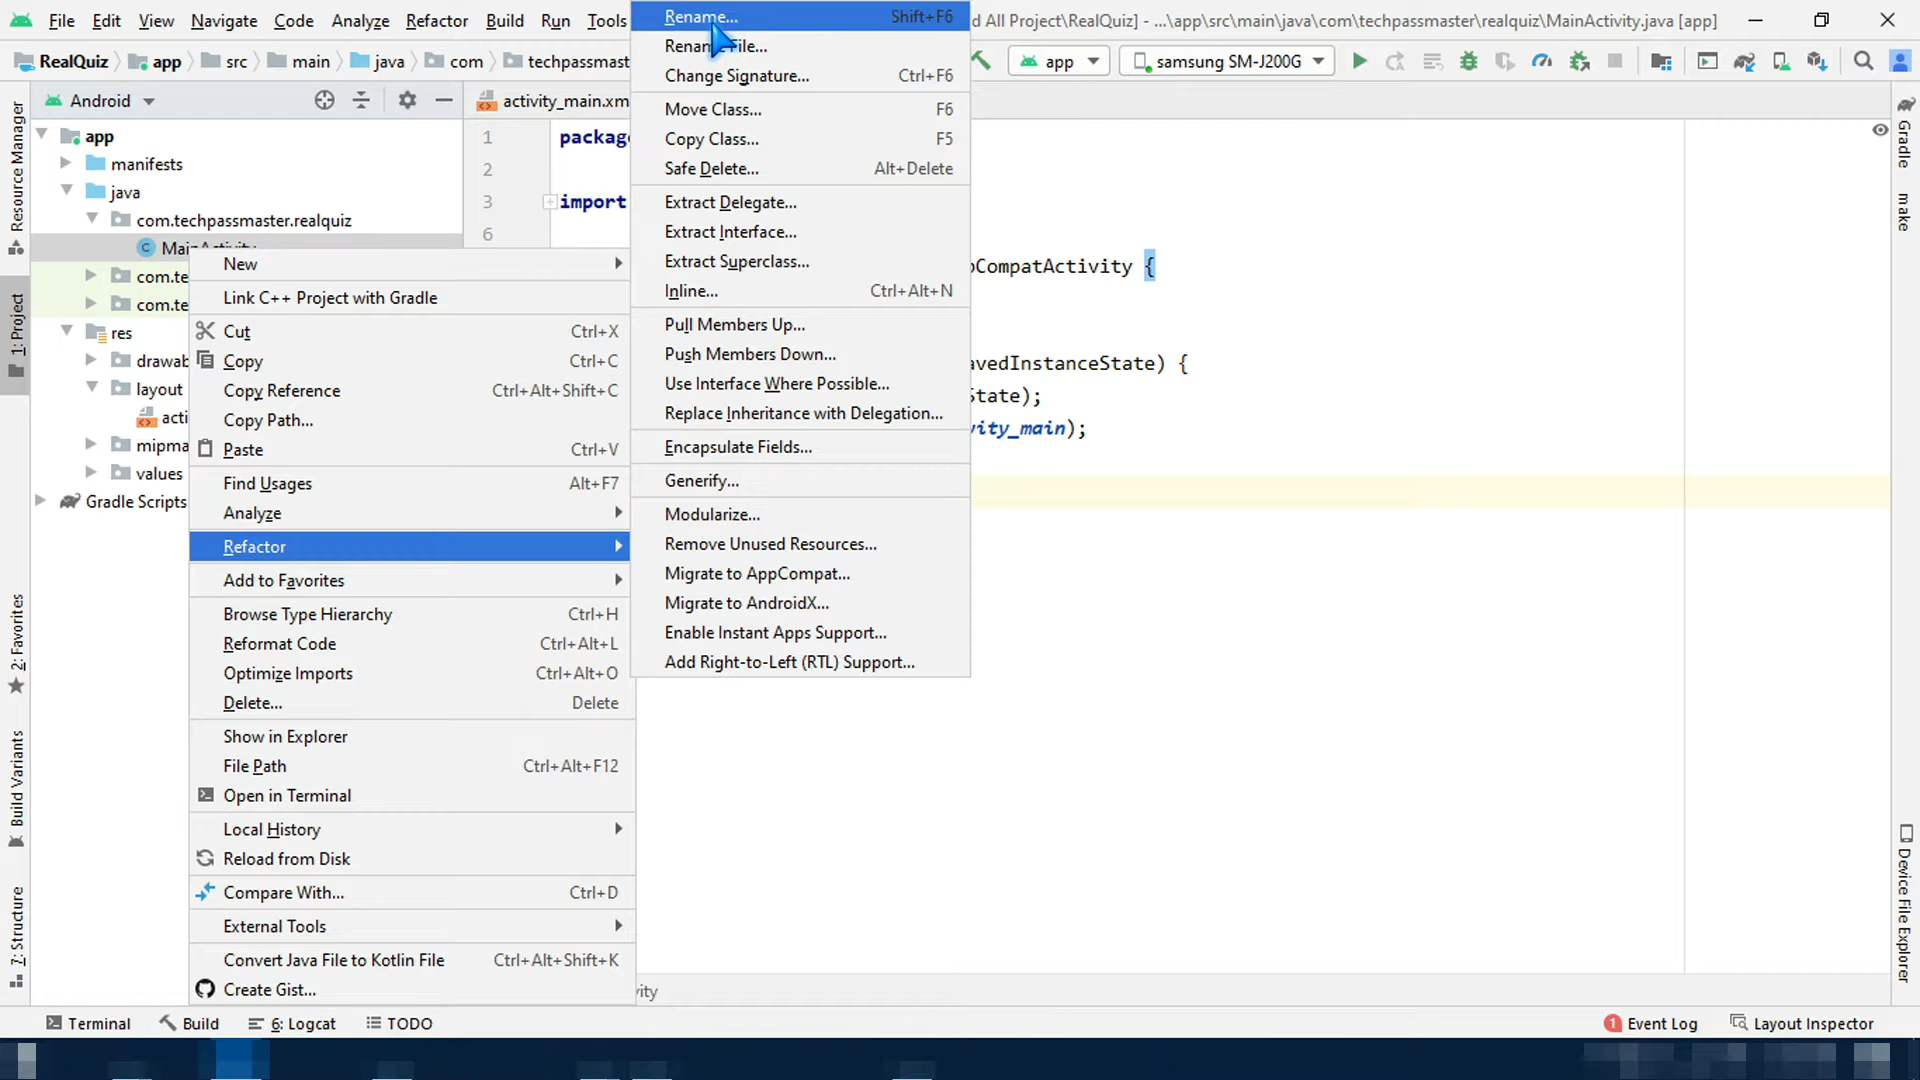 File Edit View Navigate Code Analyze Refactor Build Run Tools
d All Project\RealQuiz] - ...\app\src\main\java\com\techpassmaster\realquiz\MainActivity.java [app]
RealQuiz app src main java com techpassmast
app samsung SM-J200G
Android
activity_main.xm
app
manifests
java
com.techpassmaster.realquiz
MainActivity
com.te
com.te
res
drawab
layout
acti
mipma
values
Gradle Scripts
Resource Manager
1: Project
2: Favorites
Build Variants
7: Structure
1
2
3
6
packag
import
pCompatActivity {
avedInstanceState) {
State);
vity_main);
New
Link C++ Project with Gradle
Cut Ctrl+X
Copy Ctrl+C
Copy Reference Ctrl+Alt+Shift+C
Copy Path...
Paste Ctrl+V
Find Usages Alt+F7
Analyze
Refactor
Add to Favorites
Browse Type Hierarchy Ctrl+H
Reformat Code Ctrl+Alt+L
Optimize Imports Ctrl+Alt+O
Delete... Delete
Show in Explorer
File Path Ctrl+Alt+F12
Open in Terminal
Local History
Reload from Disk
Compare With... Ctrl+D
External Tools
Convert Java File to Kotlin File Ctrl+Alt+Shift+K
Create Gist...
Rename... Shift+F6
Rename File...
Change Signature... Ctrl+F6
Move Class... F6
Copy Class... F5
Safe Delete... Alt+Delete
Extract Delegate...
Extract Interface...
Extract Superclass...
Inline... Ctrl+Alt+N
Pull Members Up...
Push Members Down...
Use Interface Where Possible...
Replace Inheritance with Delegation...
Encapsulate Fields...
Generify...
Modularize...
Remove Unused Resources...
Migrate to AppCompat...
Migrate to AndroidX...
Enable Instant Apps Support...
Add Right-to-Left (RTL) Support...
Gradle
make
Device File Explorer
ity
Terminal Build 6: Logcat TODO
1 Event Log Layout Inspector